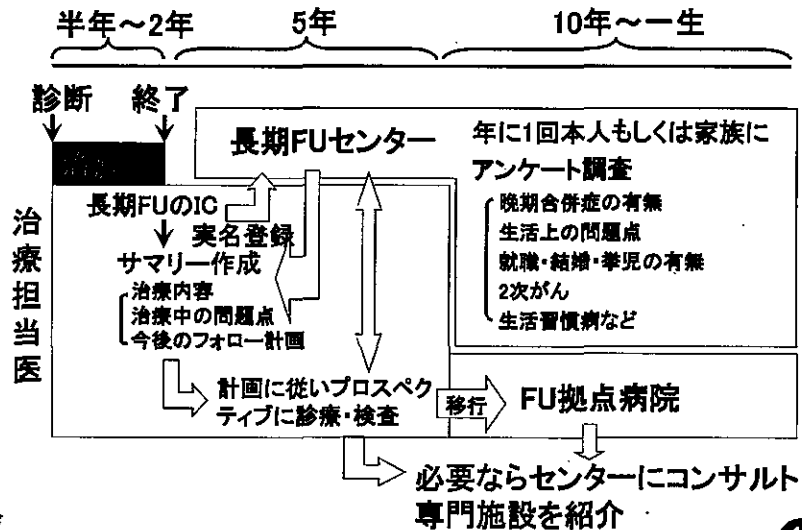 半年～2年
5年
10年～一生
診断
終了
長期FUセンター
年に1回本人もしくは家族に
アンケート調査
晩期合併症の有無
生活上の問題点
就職・結婚・挙児の有無
2次がん
生活習慣病など
治療担当医
長期FUのIC
実名登録
サマリー作成
治療内容
治療中の問題点
今後のフォロー計画
計画に従いプロスペク
ティブに診療・検査
移行
FU拠点病院
必要ならセンターにコンサルト
専門施設を紹介